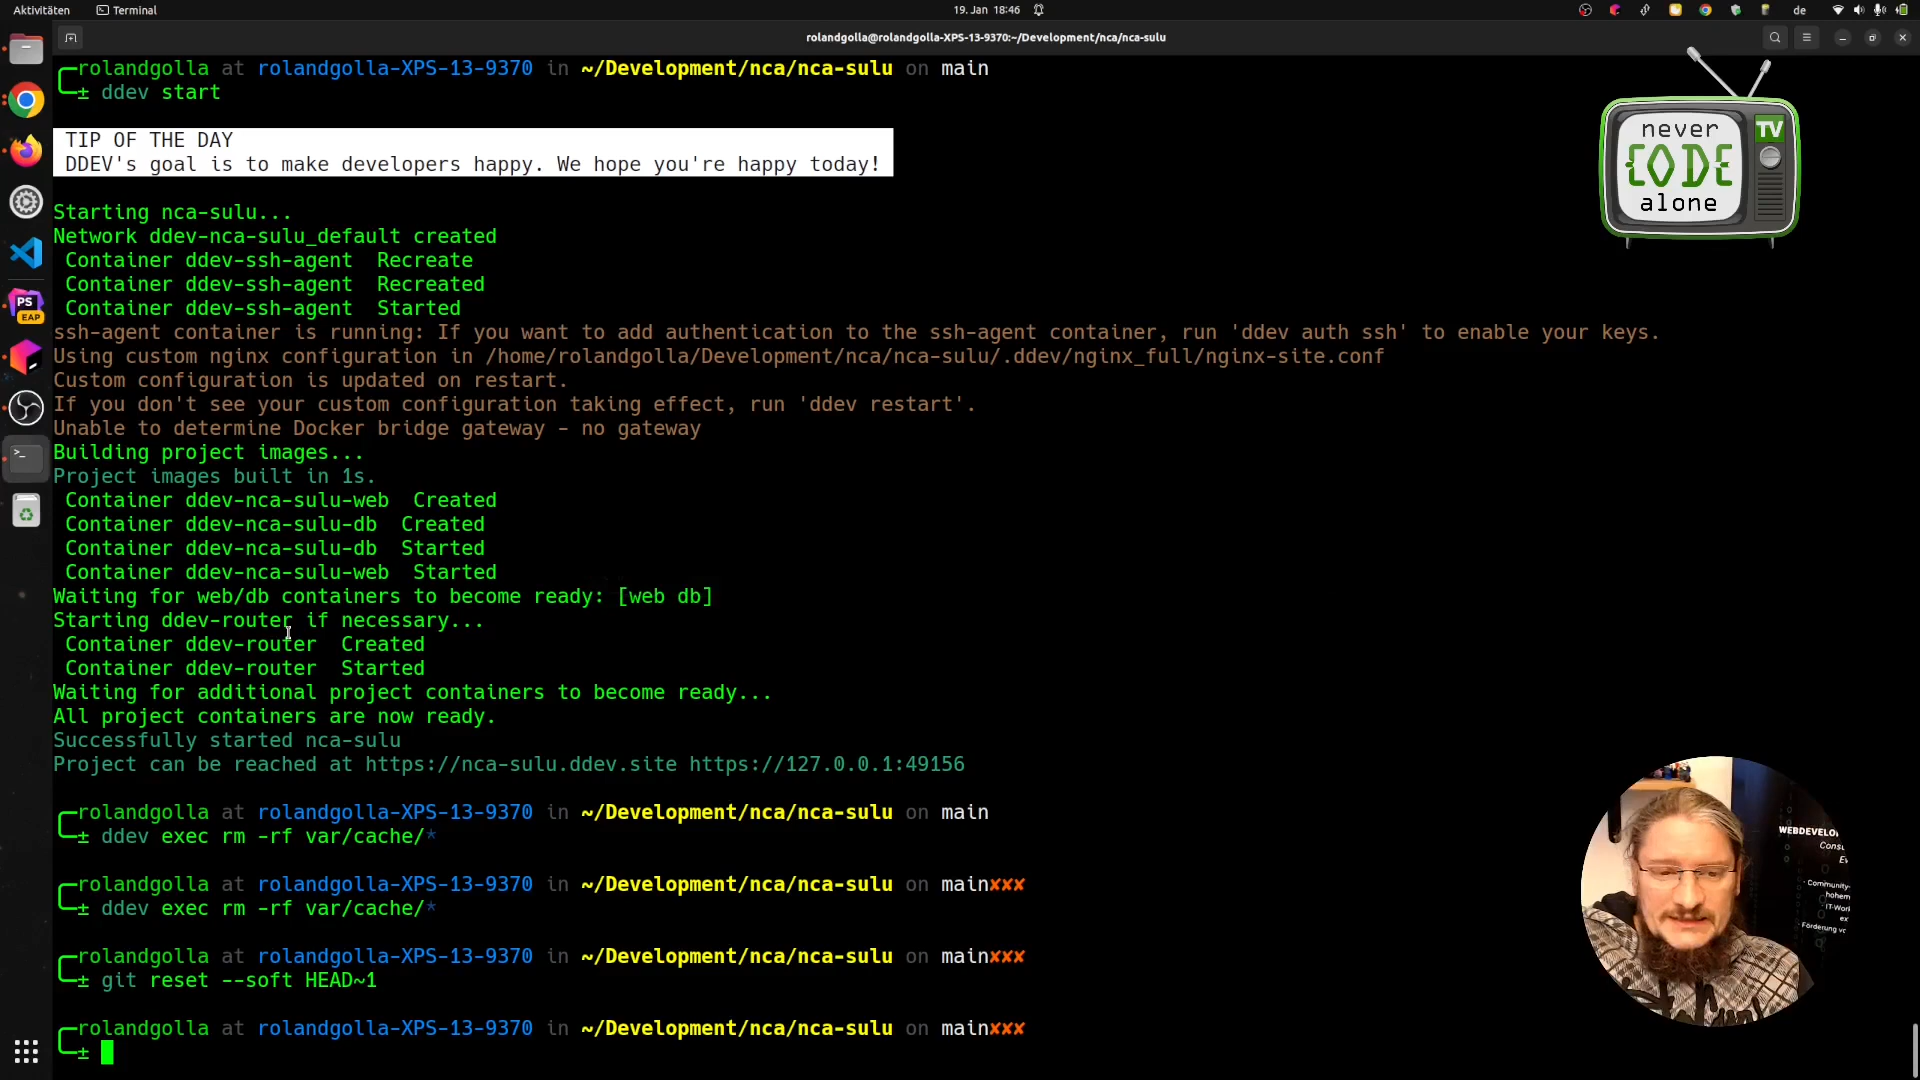 Aktivitäten
Terminal
19. Jan 18:46
de
rolandgolla@rolandgolla-XPS-13-9370:~/Development/nca/nca-sulu
rolandgolla at rolandgolla-XPS-13-9370 in ~/Development/nca/nca-sulu on main
± ddev start
TIP OF THE DAY
DDEV's goal is to make developers happy. We hope you're happy today!
Starting nca-sulu...
Network ddev-nca-sulu_default created
Container ddev-ssh-agent Recreate
Container ddev-ssh-agent Recreated
Container ddev-ssh-agent Started
ssh-agent container is running: If you want to add authentication to the ssh-agent container, run 'ddev auth ssh' to enable your keys.
Using custom nginx configuration in /home/rolandgolla/Development/nca/nca-sulu/.ddev/nginx_full/nginx-site.conf
Custom configuration is updated on restart.
If you don't see your custom configuration taking effect, run 'ddev restart'.
Unable to determine Docker bridge gateway - no gateway
Building project images...
Project images built in 1s.
Container ddev-nca-sulu-web Created
Container ddev-nca-sulu-db Created
Container ddev-nca-sulu-db Started
Container ddev-nca-sulu-web Started
Waiting for web/db containers to become ready: [web db]
Starting ddev-router if necessary...
Container ddev-router Created
Container ddev-router Started
Waiting for additional project containers to become ready...
All project containers are now ready.
Successfully started nca-sulu
Project can be reached at https://nca-sulu.ddev.site https://127.0.0.1:49156
rolandgolla at rolandgolla-XPS-13-9370 in ~/Development/nca/nca-sulu on main
± ddev exec rm -rf var/cache/*
rolandgolla at rolandgolla-XPS-13-9370 in ~/Development/nca/nca-sulu on main✘✘✘
± ddev exec rm -rf var/cache/*
rolandgolla at rolandgolla-XPS-13-9370 in ~/Development/nca/nca-sulu on main✘✘✘
± git reset --soft HEAD~1
rolandgolla at rolandgolla-XPS-13-9370 in ~/Development/nca/nca-sulu on main✘✘✘
±
PS
EAP
never
{CODE
alone
TV
WEBDEVELO